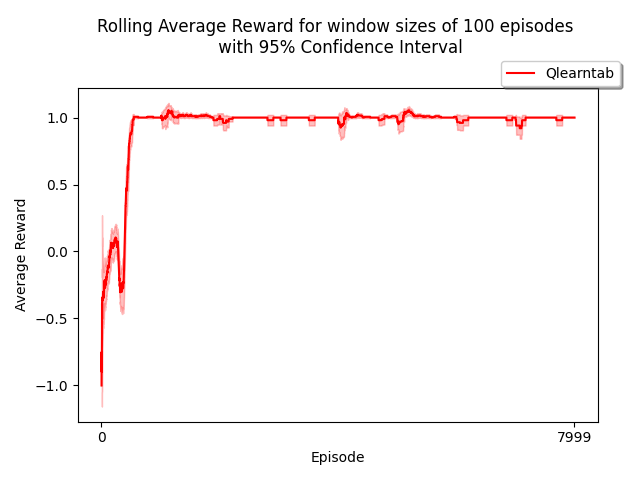 Rolling Average Reward for window sizes of 100 episodes
with 95% Confidence Interval
Qlearntab
1.0
0.5
0.0
−0.5
−1.0
Average Reward
0
7999
Episode